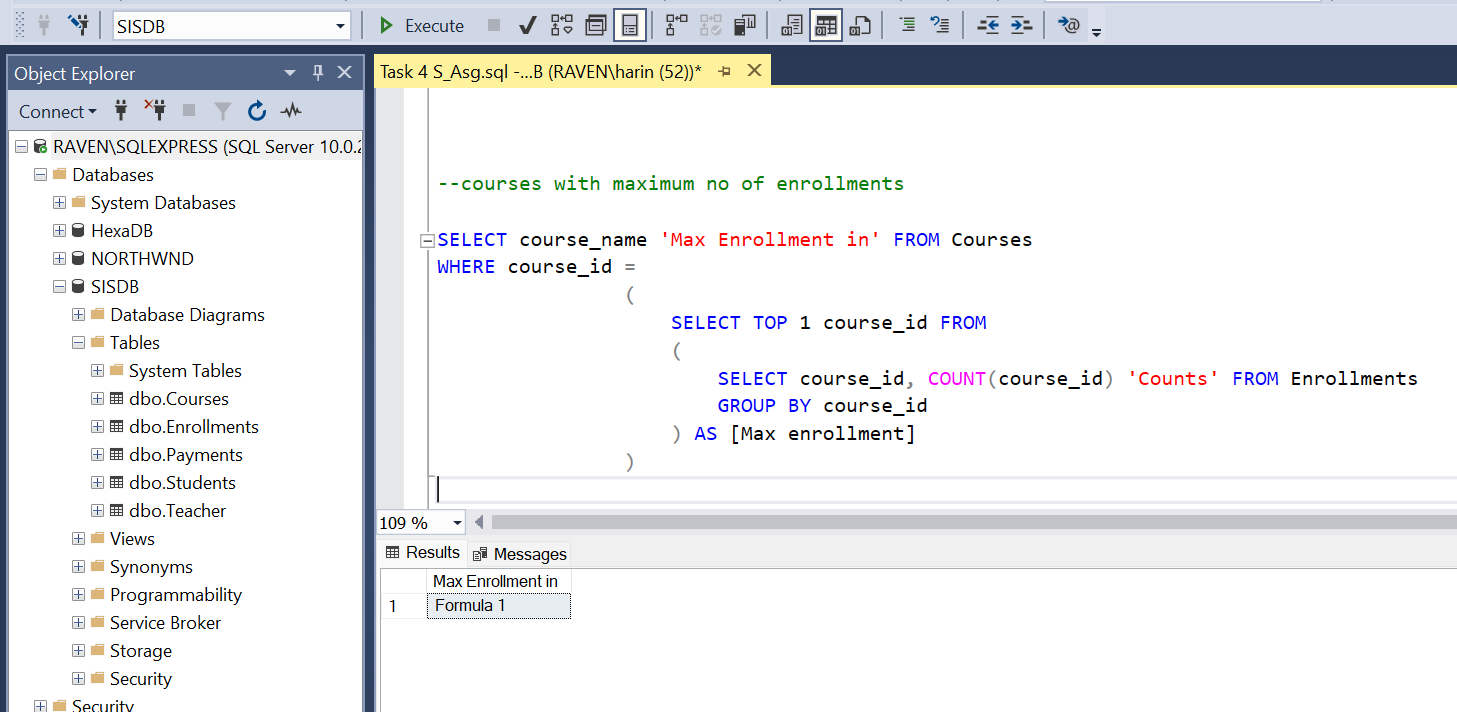 SISDB
Execute
Object Explorer
Connect
RAVEN\SQLEXPRESS (SQL Server 10.0.2
Databases
System Databases
HexaDB
NORTHWND
SISDB
Database Diagrams
Tables
System Tables
dbo.Courses
dbo.Enrollments
dbo.Payments
dbo.Students
dbo.Teacher
Views
Synonyms
Programmability
Service Broker
Storage
Security
Security
Task 4 S_Asg.sql -...B (RAVEN\harin (52))*
--courses with maximum no of enrollments
SELECT course_name 'Max Enrollment in' FROM Courses
WHERE course_id =
(
SELECT TOP 1 course_id FROM
(
SELECT course_id, COUNT(course_id) 'Counts' FROM Enrollments
GROUP BY course_id
) AS [Max enrollment]
)
109 %
Results Messages
Max Enrollment in
1 Formula 1